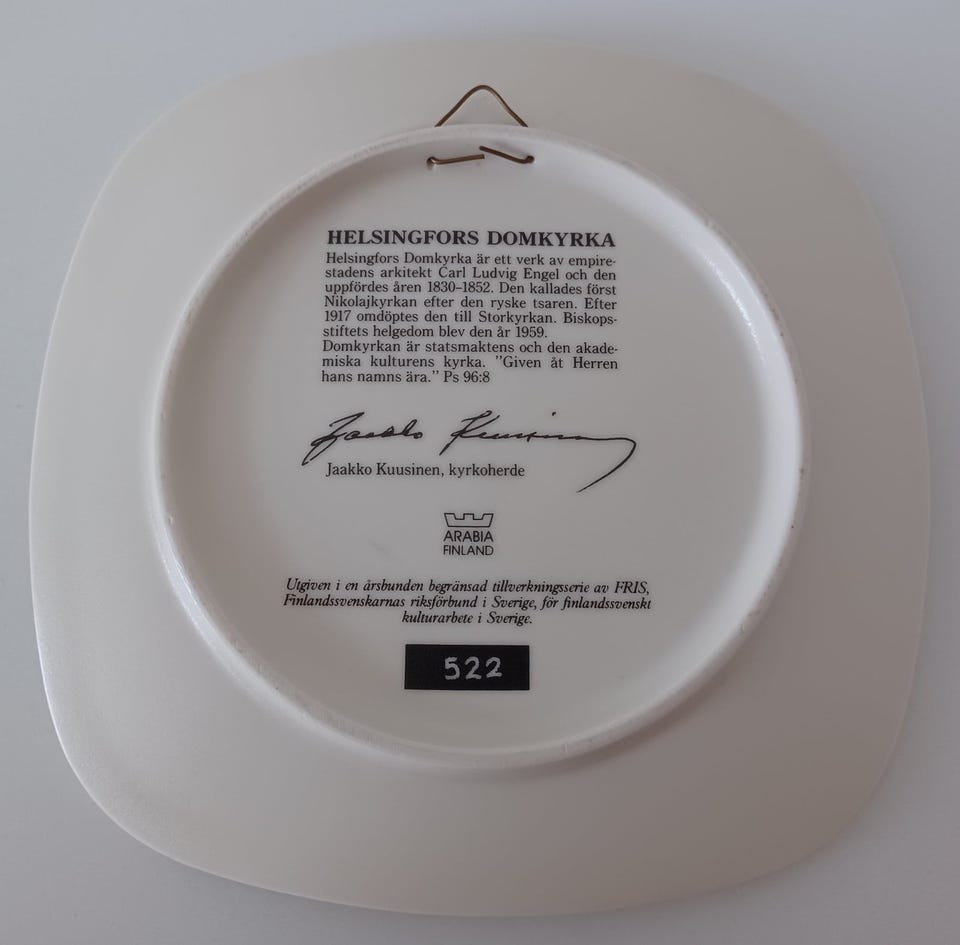 HELSINGFORS DOMKYRKA
Helsingfors Domkyrka är ett verk av empire-
stadens arkitekt Carl Ludvig Engel och den
uppfördes åren 1830–1852. Den kallades först
Nikolajkyrkan efter den ryske tsaren. Efter
1917 omdöptes den till Storkyrkan. Biskops-
stiftets helgedom blev den år 1959.
Domkyrkan är statsmaktens och den akade-
miska kulturens kyrka. "Given åt Herren
hans namns ära." Ps 96:8
Jaakko Kuusinen
Jaakko Kuusinen, kyrkoherde
ARABIA
FINLAND
Utgiven i en årsbunden begränsad tillverkningsserie av FRIS,
Finlandssvenskarnas riksförbund i Sverige, för finlandssvenskt
kulturarbete i Sverige.
522